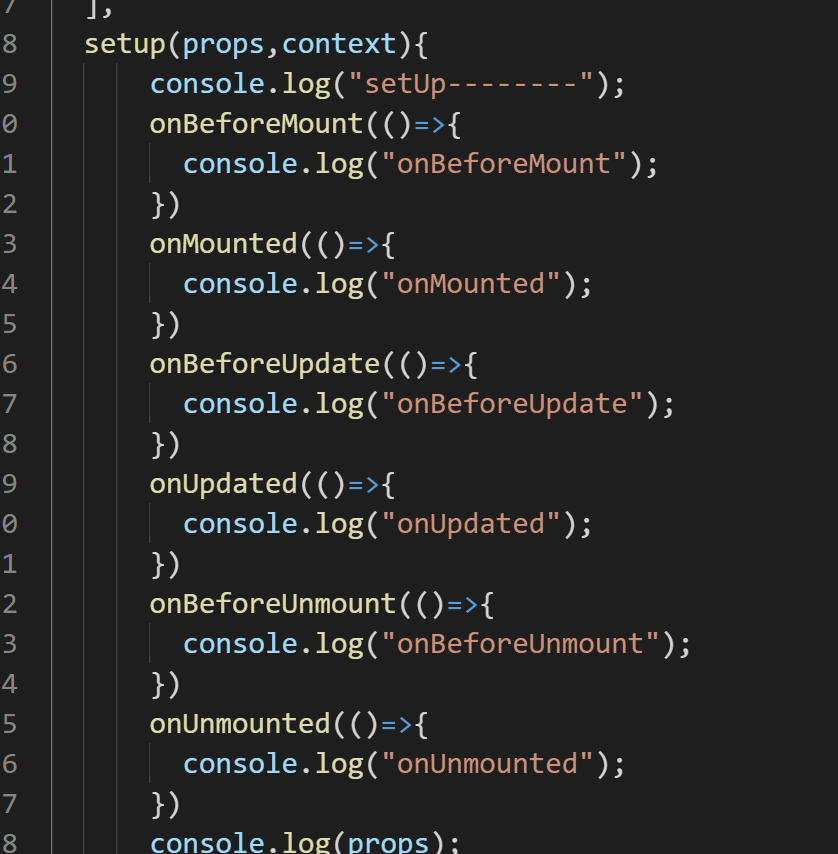 7 ],
8 setup(props,context){
9 console.log("setUp--------");
0 onBeforeMount(()=>{
1 console.log("onBeforeMount");
2 })
3 onMounted(()=>{
4 console.log("onMounted");
5 })
6 onBeforeUpdate(()=>{
7 console.log("onBeforeUpdate");
8 })
9 onUpdated(()=>{
0 console.log("onUpdated");
1 })
2 onBeforeUnmount(()=>{
3 console.log("onBeforeUnmount");
4 })
5 onUnmounted(()=>{
6 console.log("onUnmounted");
7 })
8 console.log(props);